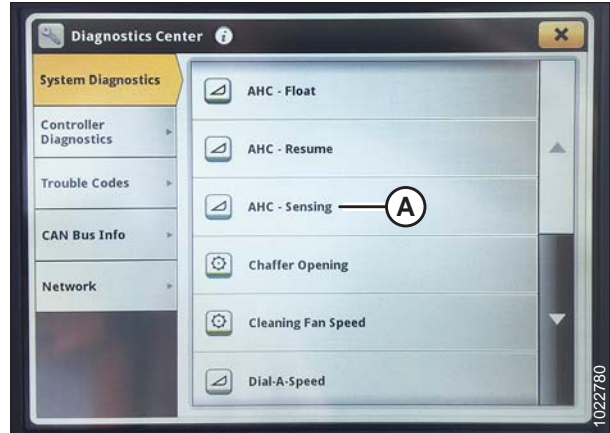 Diagnostics Center
System Diagnostics
Controller
Diagnostics
Trouble Codes
CAN Bus Info
Network
AHC - Float
AHC - Resume
AHC - Sensing
A
Chaffer Opening
Cleaning Fan Speed
Dial-A-Speed
1022780